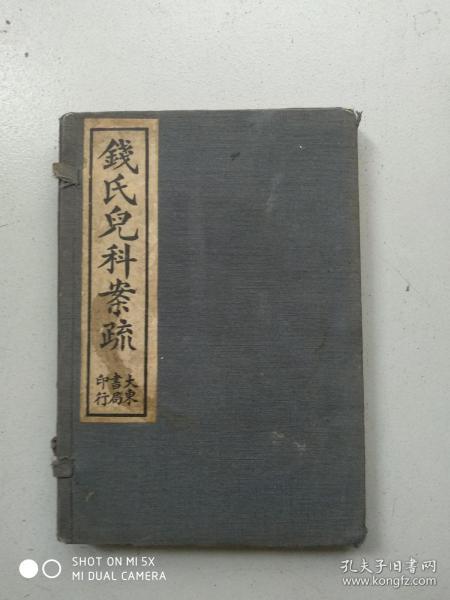 錢氏兒科案疏
大東
書局
印行
SHOT ON MI 5X
MI DUAL CAMERA
孔夫子旧书网
www.kongfz.com